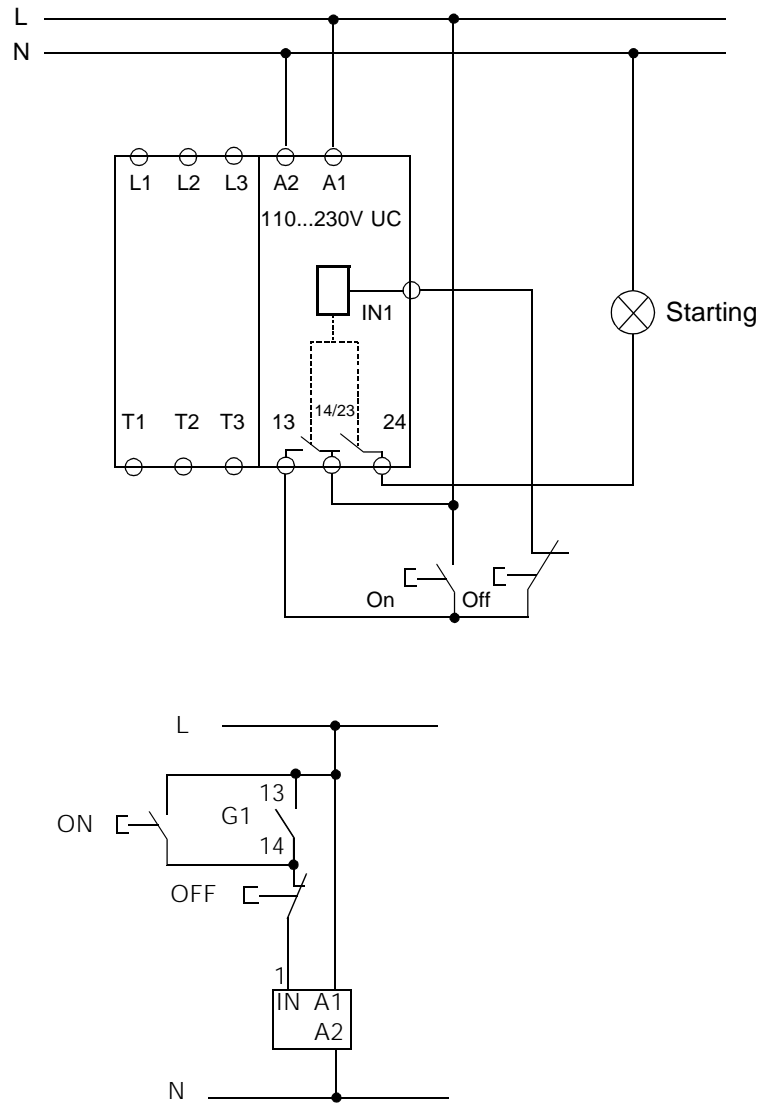 L
N
L1 L2 L3 A2 A1
110...230V UC
IN1
Starting
T1 T2 T3 13 14/23 24
On Off
L
13
G1
ON
14
OFF
1
IN A1
A2
N